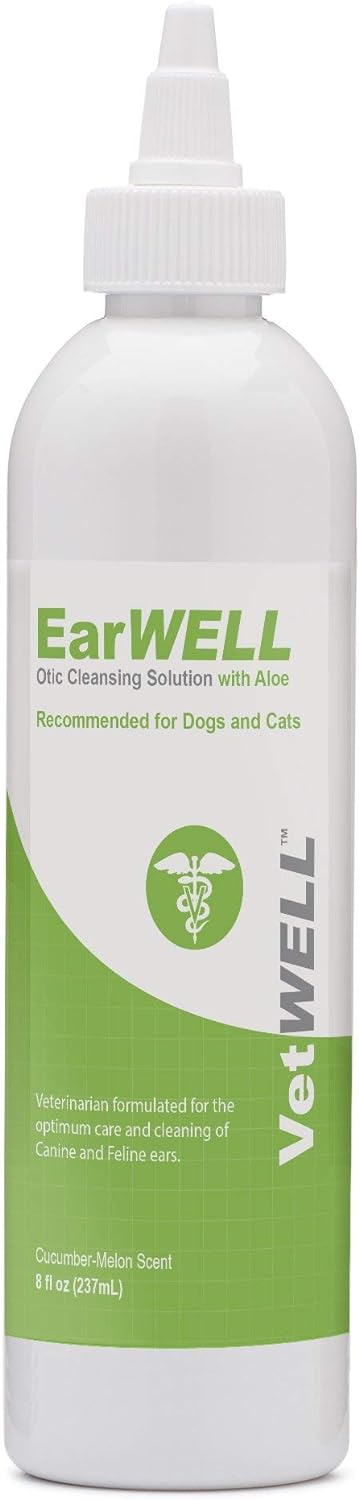 EarWELL
Otic Cleansing Solution with Aloe
Recommended for Dogs and Cats
V
VetWELL™
Veterinarian formulated for the
optimum care and cleaning of
Canine and Feline ears.
Cucumber-Melon Scent
8 fl oz (237mL)